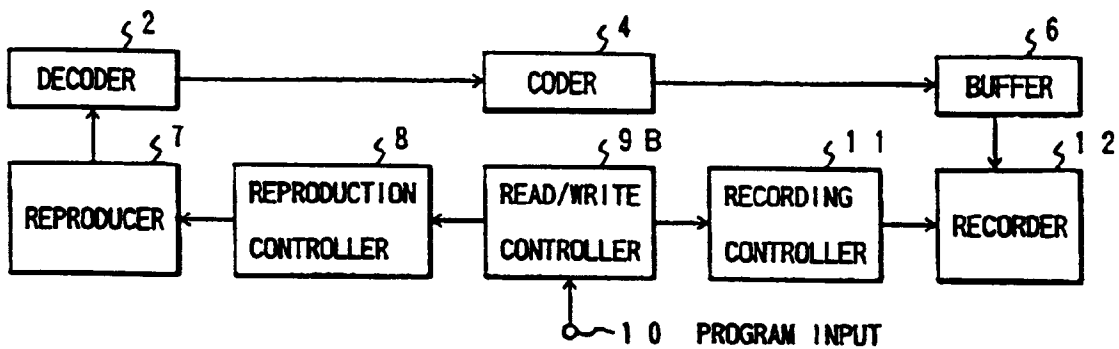 2
4
6
DECODER
CODER
BUFFER
7
8
9 B
1 1
1 2
REPRODUCER
REPRODUCTION
CONTROLLER
READ/WRITE
CONTROLLER
RECORDING
CONTROLLER
RECORDER
1 0 PROGRAM INPUT